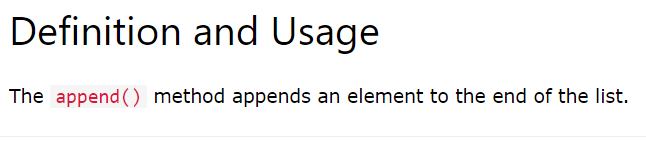 Definition and Usage
The append() method appends an element to the end of the list.